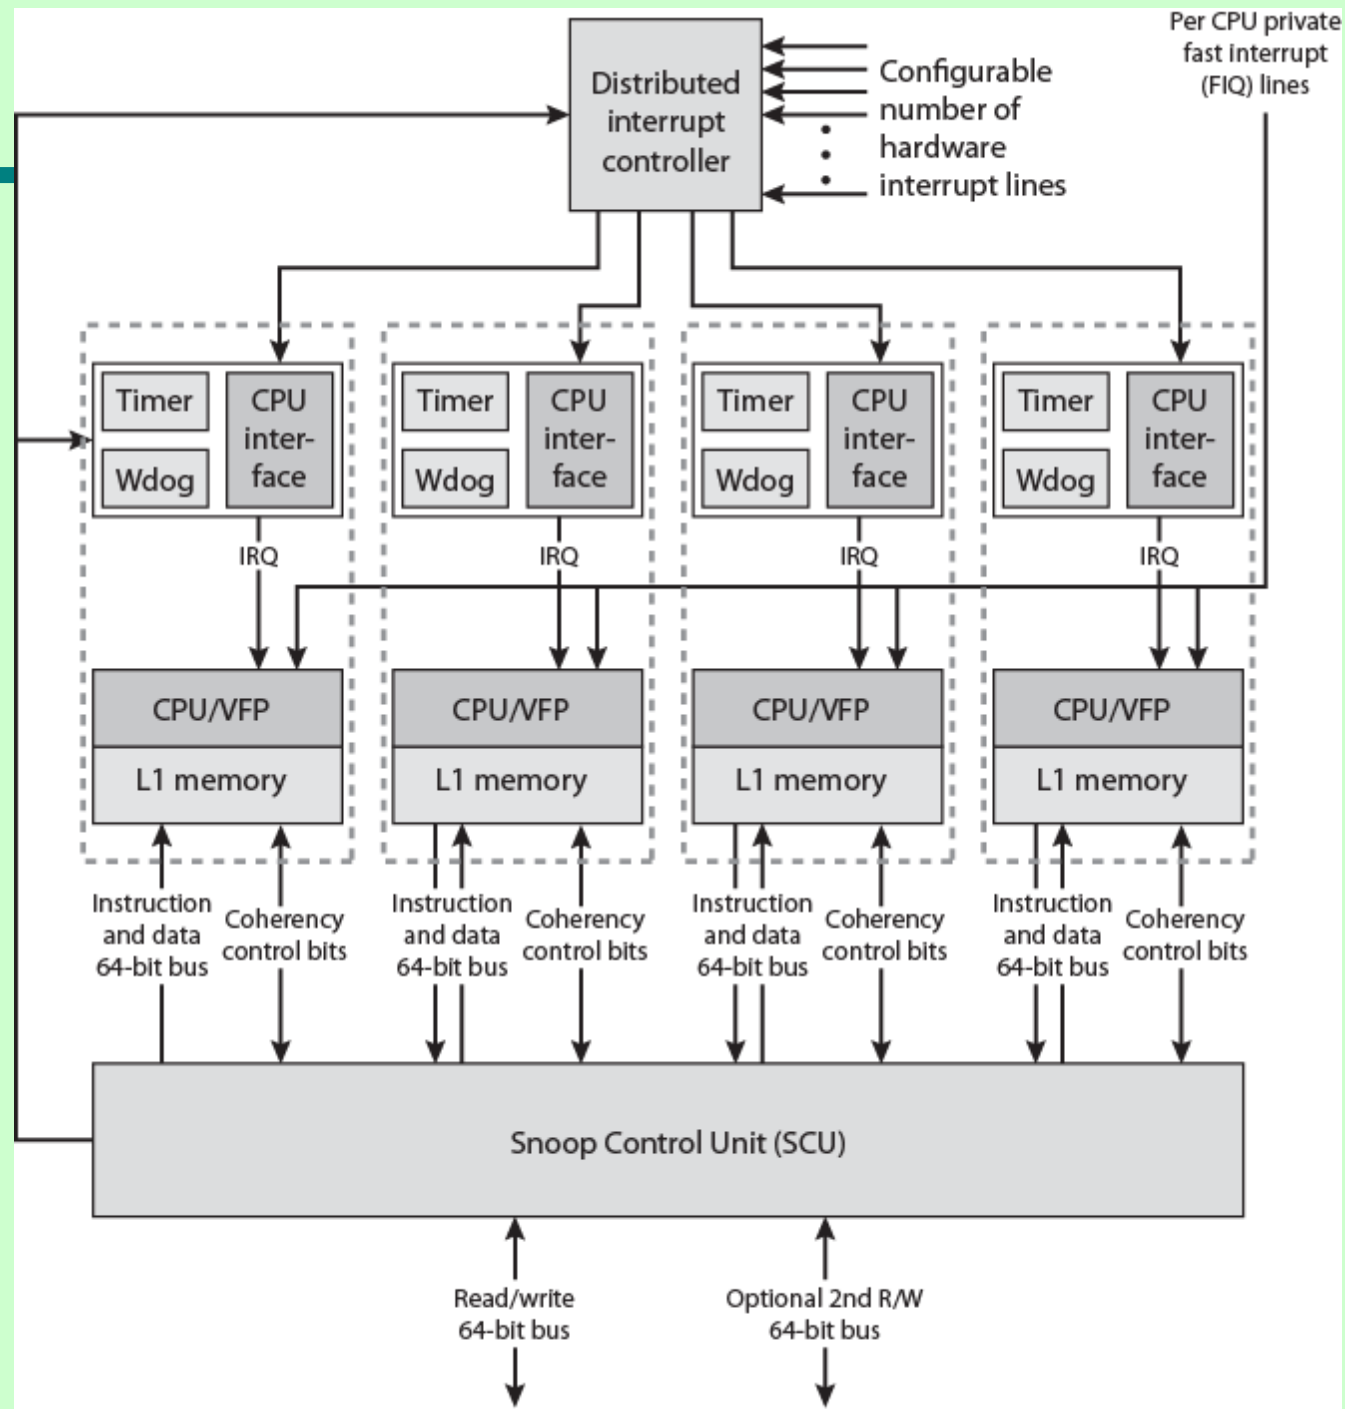 Per CPU private
fast interrupt
(FIQ) lines
Distributed
interrupt
controller
Configurable
number of
hardware
interrupt lines
Timer
Wdog
CPU
inter-
face
Timer
Wdog
CPU
inter-
face
Timer
Wdog
CPU
inter-
face
Timer
Wdog
CPU
inter-
face
IRQ
IRQ
IRQ
IRQ
CPU/VFP
L1 memory
CPU/VFP
L1 memory
CPU/VFP
L1 memory
CPU/VFP
L1 memory
Instruction
and data
64-bit bus
Coherency
control bits
Instruction
and data
64-bit bus
Coherency
control bits
Instruction
and data
64-bit bus
Coherency
control bits
Instruction
and data
64-bit bus
Coherency
control bits
Snoop Control Unit (SCU)
Read/write
64-bit bus
Optional 2nd R/W
64-bit bus